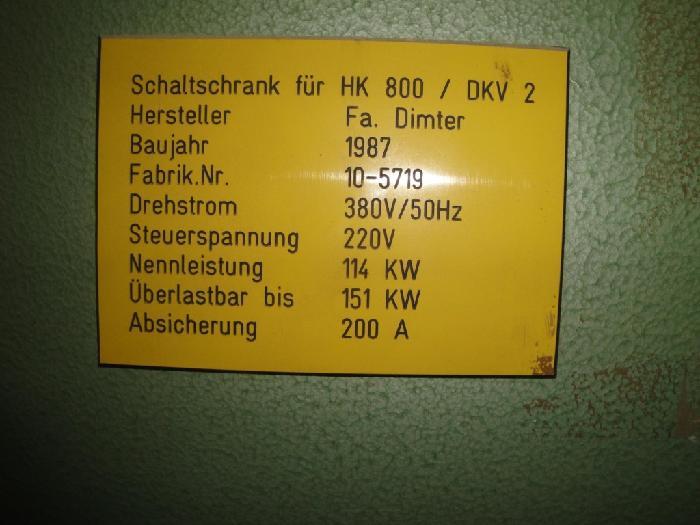 Schaltschrank für HK 800 / DKV 2
Hersteller Fa. Dimter
Baujahr 1987
Fabrik.Nr. 10-5719
Drehstrom 380V/50Hz
Steuerspannung 220V
Nennleistung 114 KW
Überlastbar bis 151 KW
Absicherung 200 A